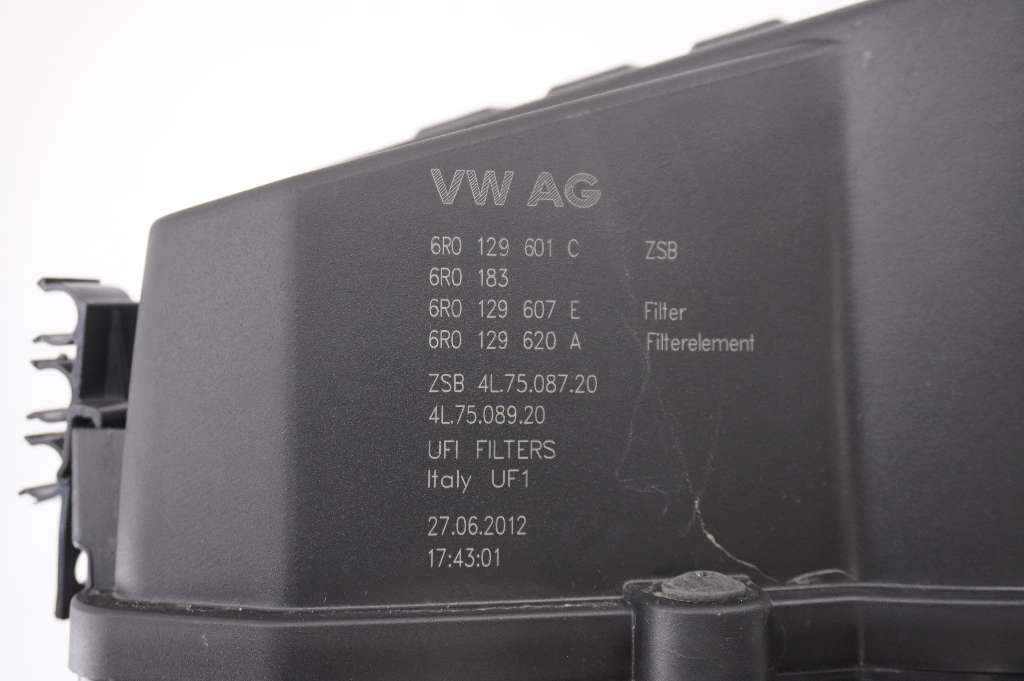 VW AG
6R0 129 601 C ZSB
6R0 183
6R0 129 607 E Filter
6R0 129 620 A Filterelement
ZSB 4L.75.087.20
4L.75.089.20
UFI FILTERS
Italy UF1
27.06.2012
17:43:01